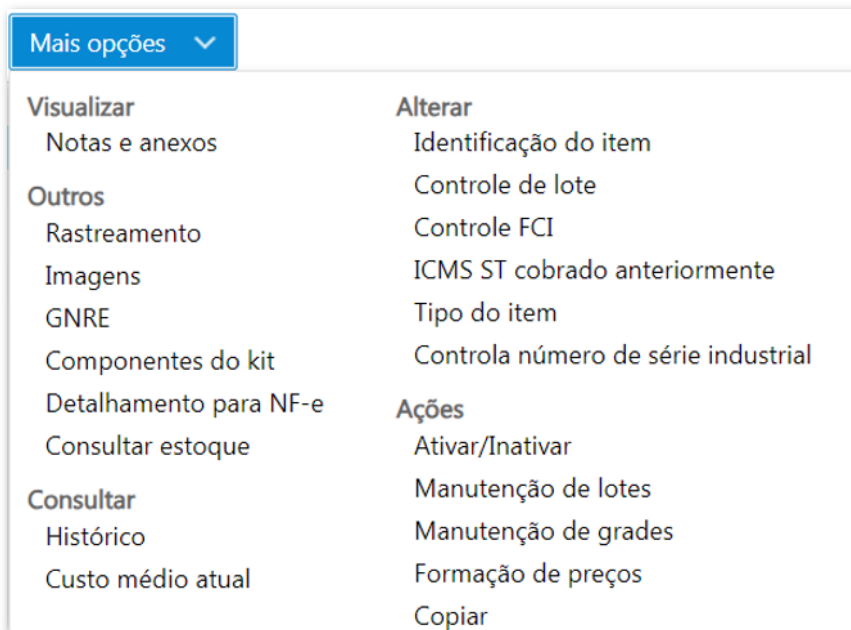 Mais opções
Visualizar
Notas e anexos
Outros
Rastreamento
Imagens
GNRE
Componentes do kit
Detalhamento para NF-e
Consultar estoque
Consultar
Histórico
Custo médio atual
Alterar
Identificação do item
Controle de lote
Controle FCI
ICMS ST cobrado anteriormente
Tipo do item
Controla número de série industrial
Ações
Ativar/Inativar
Manutenção de lotes
Manutenção de grades
Formação de preços
Copiar